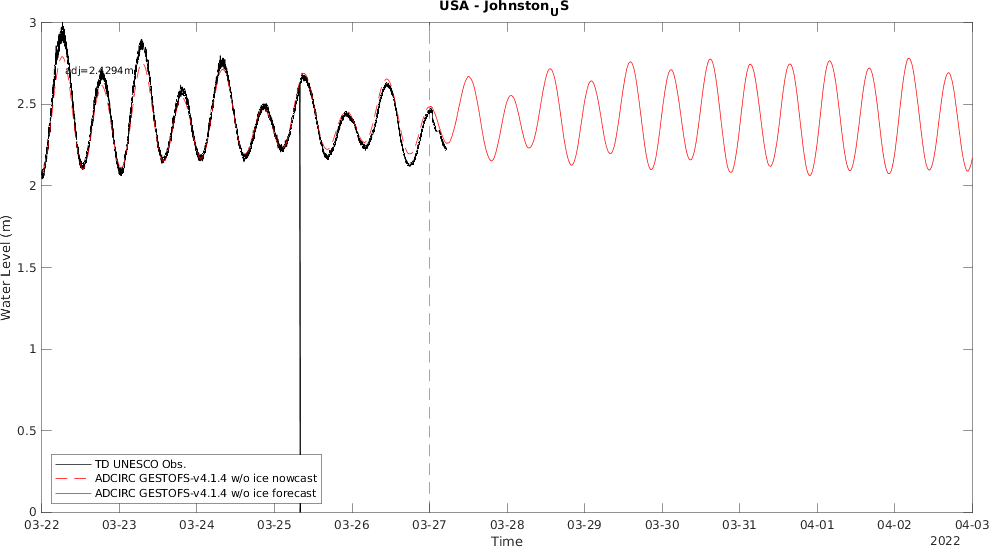 USA - JohnstonUS
3
2.5
2
1.5
1
0.5
0
Water Level (m)
adj=2.4294m
TD UNESCO Obs.
ADCIRC GESTOFS-v4.1.4 w/o ice nowcast
ADCIRC GESTOFS-v4.1.4 w/o ice forecast
03-22 03-23 03-24 03-25 03-26 03-27 03-28 03-29 03-30 03-31 04-01 04-02 04-03
Time
2022